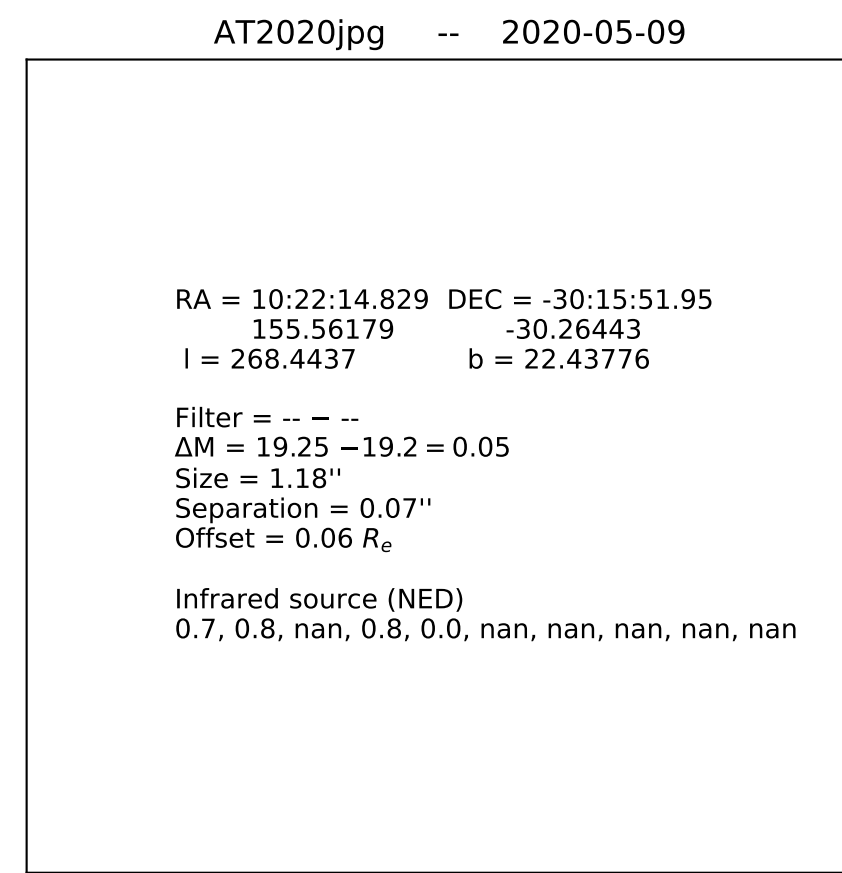 AT2020jpg -- 2020-05-09
RA = 10:22:14.829 DEC = -30:15:51.95
155.56179 -30.26443
l = 268.4437 b = 22.43776
Filter = -- − --
ΔM = 19.25 −19.2 = 0.05
Size = 1.18''
Separation = 0.07''
Offset = 0.06 Rₑ
Infrared source (NED)
0.7, 0.8, nan, 0.8, 0.0, nan, nan, nan, nan, nan